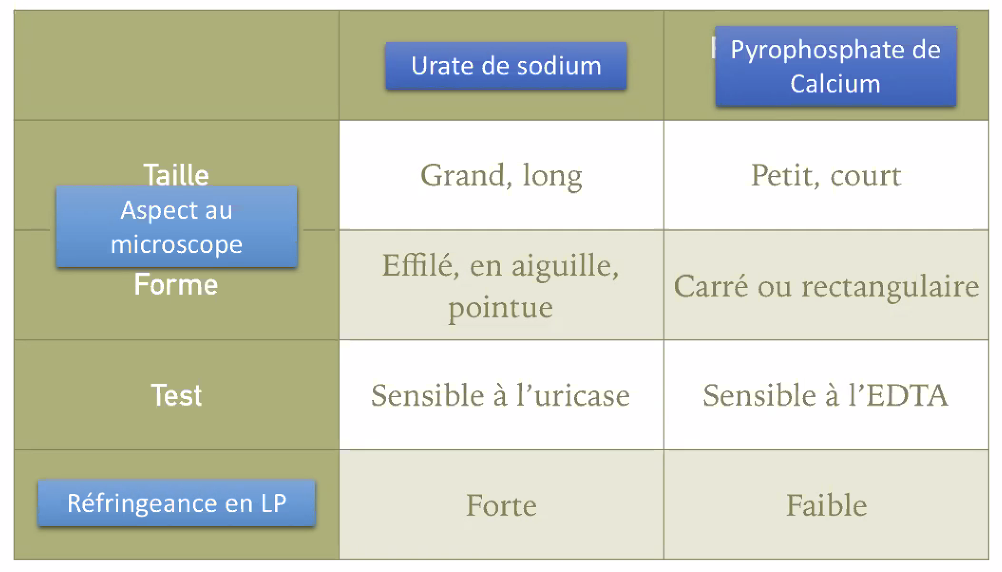 Urate de sodium
Pyrophosphate de
Calcium
Taille
Grand, long
Petit, court
Aspect au
microscope
Forme
Effilé, en aiguille,
pointue
Carré ou rectangulaire
Test
Sensible à l'uricase
Sensible à l'EDTA
Réfringeance en LP
Forte
Faible